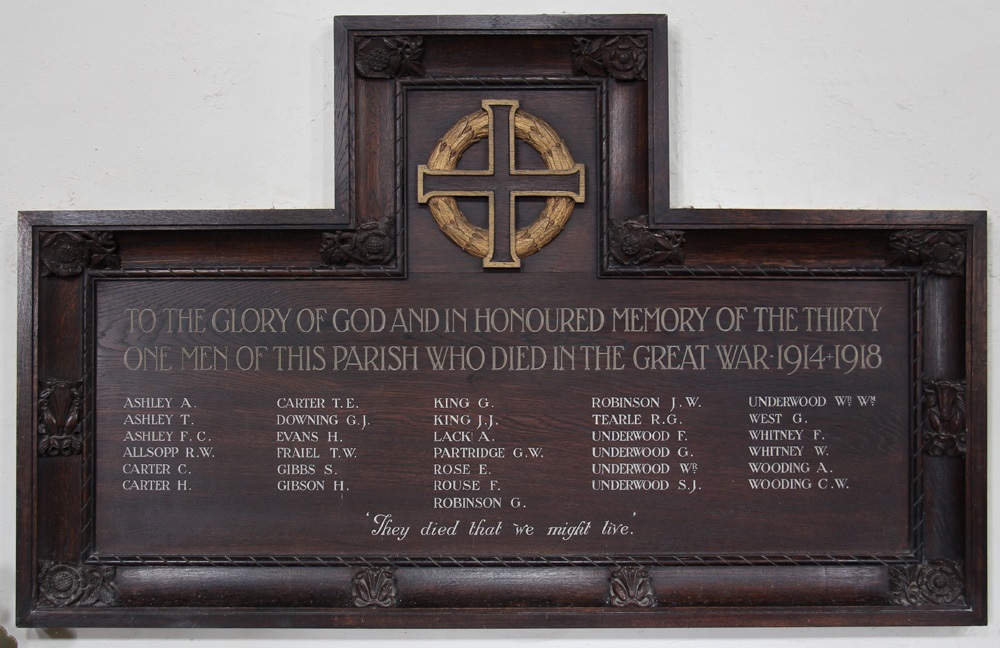 TO THE GLORY OF GOD AND IN HONOURED MEMORY OF THE THIRTY
ONE MEN OF THIS PARISH WHO DIED IN THE GREAT WAR·1914+1918
ASHLEY A.
ASHLEY T.
ASHLEY F. C.
ALLSOPP R.W.
CARTER C.
CARTER H.
CARTER T.E.
DOWNING G.J.
EVANS H.
FRAIEL T.W.
GIBBS S.
GIBSON H.
KING G.
KING J.J.
LACK A.
PARTRIDGE G.W.
ROSE E.
ROUSE F.
ROBINSON G.
ROBINSON J.W.
TEARLE R.G.
UNDERWOOD F.
UNDERWOOD G.
UNDERWOOD WR.
UNDERWOOD S.J.
UNDERWOOD WR. WM.
WEST G.
WHITNEY F.
WHITNEY W.
WOODING A.
WOODING C.W.
'They died that we might live.'